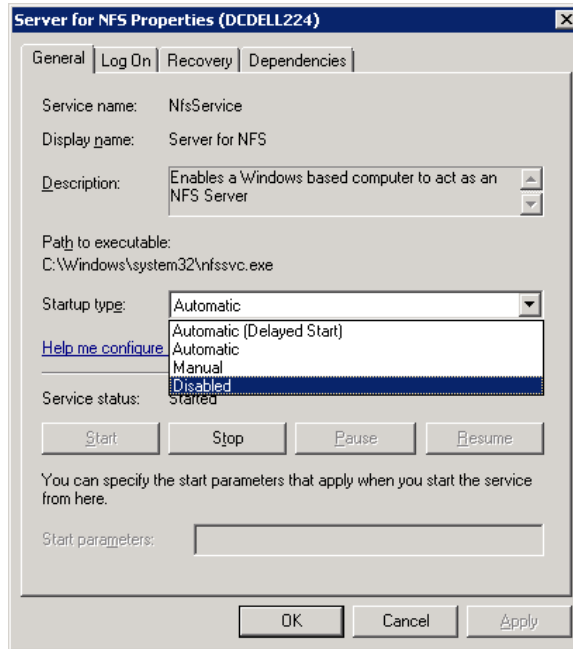 Server for NFS Properties (DCDELL224)
General Log On Recovery Dependencies
Service name: NfsService
Display name: Server for NFS
Description: Enables a Windows based computer to act as an
NFS Server
Path to executable:
C:\Windows\system32\nfssvc.exe
Startup type: Automatic
Automatic (Delayed Start)
Help me configure Automatic
Manual
Disabled
Service status: Started
Start Stop Pause Resume
You can specify the start parameters that apply when you start the service
from here.
Start parameters:
OK Cancel Apply